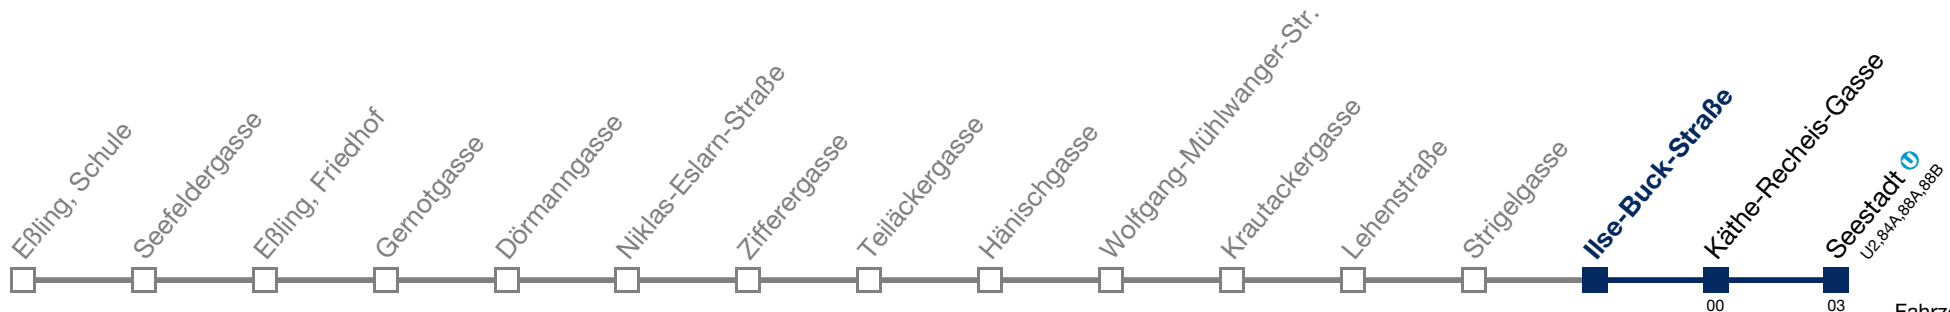 Eßling, Schule
Seefeldergasse
Eßling, Friedhof
Gernotgasse
Dörmanngasse
Niklas-Eslarn-Straße
Ziffererergasse
Teiläckergasse
Hänischgasse
Wolfgang-Mühlwanger-Str.
Krautackergasse
Lehenstraße
Strigelgasse
Ilse-Buck-Straße
Käthe-Recheis-Gasse
Seestadt U
U2,84A,88A,88B
00
03